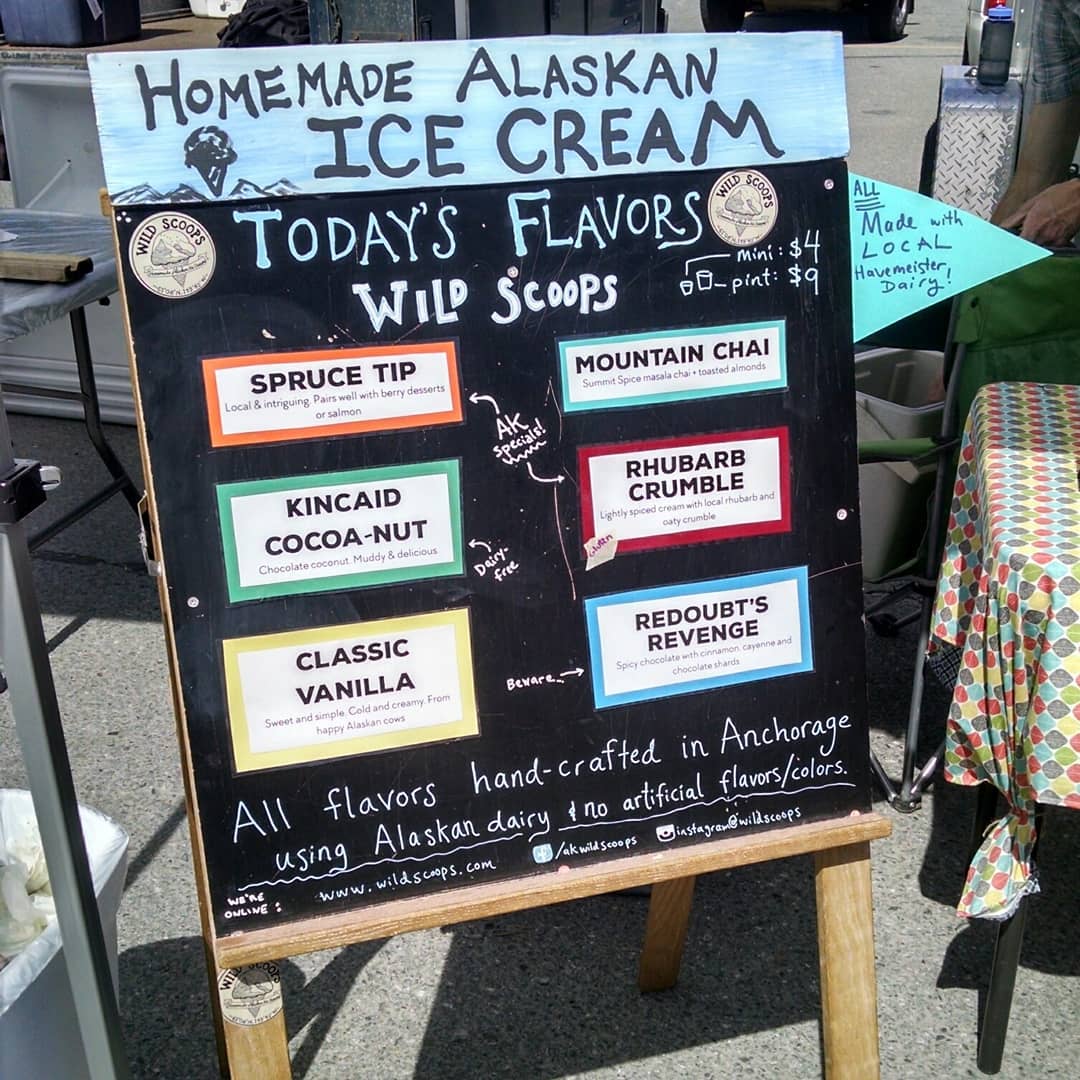 HOMEMADE ALASKAN
ICE CREAM
TODAY'S FLAVORS
WILD SCOOPS
WILD SCOOPS
WILD SCOOPS
mini: $4
pint: $9
ALL
Made with
LOCAL
Havemeister
Dairy!
SPRUCE TIP
Local & intriguing. Pairs well with berry desserts
or salmon
MOUNTAIN CHAI
Summit Spice masala chai + toasted almonds
AK
specials!
KINCAID
COCOA-NUT
Chocolate coconut. Muddy & delicious
Dairy-
free
RHUBARB
CRUMBLE
Lightly spiced cream with local rhubarb and
oaty crumble
gluten
CLASSIC
VANILLA
Sweet and simple. Cold and creamy. From
happy Alaskan cows
Beware...
REDOUBT'S
REVENGE
Spicy chocolate with cinnamon, cayenne and
chocolate shards
All flavors hand-crafted in Anchorage
using Alaskan dairy & no artificial flavors/colors.
WE'RE
ONLINE:
www.wildscoops.com
f/akwildscoops
instagram@wildscoops
WILD SCOOPS